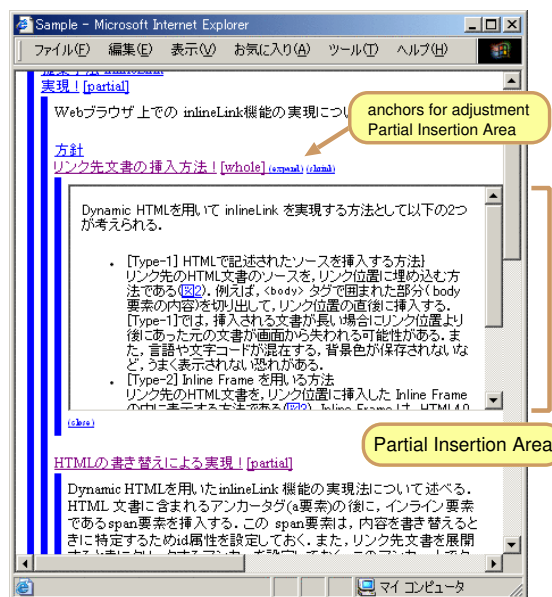 Sample - Microsoft Internet Explorer
ファイル(F) 編集(E) 表示(V) お気に入り(A) ツール(T) ヘルプ(H)
実現![partial]
Webブラウザ上での inlineLink機能の実現につい
anchors for adjustment
Partial Insertion Area
方針
リンク先文書の挿入方法![whole] (expand) (shrink)
Dynamic HTMLを用いて inlineLink を実現する方法として以下の2つ
が考えられる.
• [Type-1] HTMLで記述されたソースを挿入する方法}
リンク先のHTML文書のソースを,リンク位置に埋め込む方
法である(図2). 例えば, <body> タグで囲まれた部分(body
要素の内容)を切り出して,リンク位置の直後に挿入する.
[Type-1]では,挿入される文書が長い場合にリンク位置より
後にあった元の文書が画面から失われる可能性がある. ま
た, 言語や文字コードが混在する, 背景色が保存されないな
ど,うまく表示されない恐れがある.
• [Type-2] Inline Frame を用いる方法
リンク先のHTML文書を,リンク位置に挿入した Inline Frame
の中に表示する方法である(図3). Inline Frame は, HTML4.0
(close)
Partial Insertion Area
HTMLの書き替えによる実現![partial]
Dynamic HTMLを用いたinlineLink 機能の実現法について述べる.
HTML 文書に含まれるアンカータグ(a要素)の後に,インライン要素
であるspan要素を挿入する. この span要素は, 内容を書き替えると
きに特定するためid属性を設定しておく. また, リンク先文書を展開
マイ コンピュータ